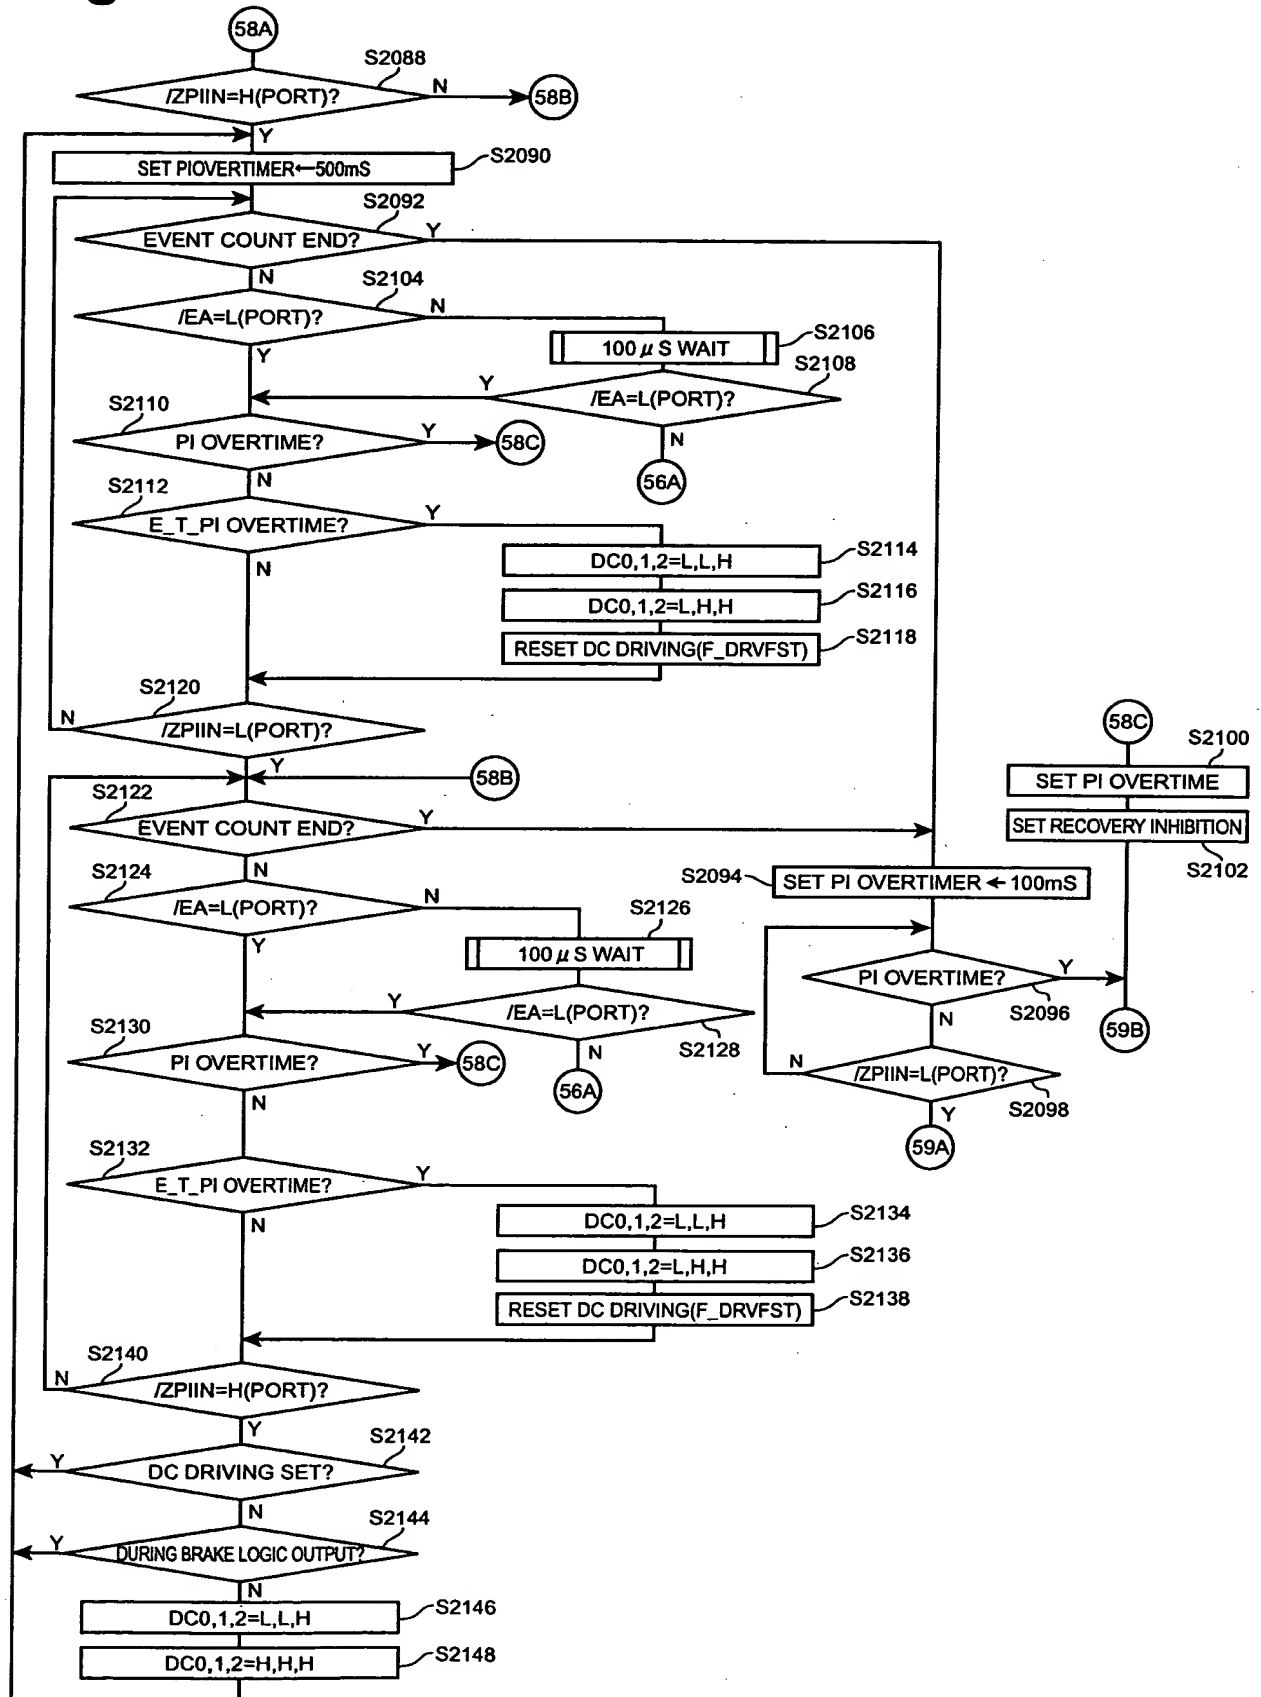 58A
S2088
/ZPIIN=H(PORT)?
N
58B
Y
SET PIOVERTIMER←500mS
S2090
S2092
EVENT COUNT END?
Y
N
S2104
/EA=L(PORT)?
N
Y
100 μ S WAIT
S2106
S2108
/EA=L(PORT)?
Y
N
56A
S2110
PI OVERTIME?
Y
58C
N
S2112
E_T_PI OVERTIME?
Y
N
DC0,1,2=L,L,H
S2114
DC0,1,2=L,H,H
S2116
RESET DC DRIVING(F_DRVFST)
S2118
S2120
N
/ZPIIN=L(PORT)?
Y
58B
58C
S2100
SET PI OVERTIME
SET RECOVERY INHIBITION
S2102
S2122
EVENT COUNT END?
Y
N
S2094
SET PI OVERTIMER ← 100mS
S2124
/EA=L(PORT)?
N
Y
S2126
100 μ S WAIT
/EA=L(PORT)?
Y
S2128
N
56A
PI OVERTIME?
Y
S2096
N
59B
N
/ZPIIN=L(PORT)?
S2098
Y
59A
S2130
PI OVERTIME?
Y
58C
N
S2132
E_T_PI OVERTIME?
Y
N
DC0,1,2=L,L,H
S2134
DC0,1,2=L,H,H
S2136
RESET DC DRIVING(F_DRVFST)
S2138
S2140
N
/ZPIIN=H(PORT)?
Y
S2142
Y
DC DRIVING SET?
N
S2144
Y
DURING BRAKE LOGIC OUTPUT?
N
DC0,1,2=L,L,H
S2146
DC0,1,2=H,H,H
S2148